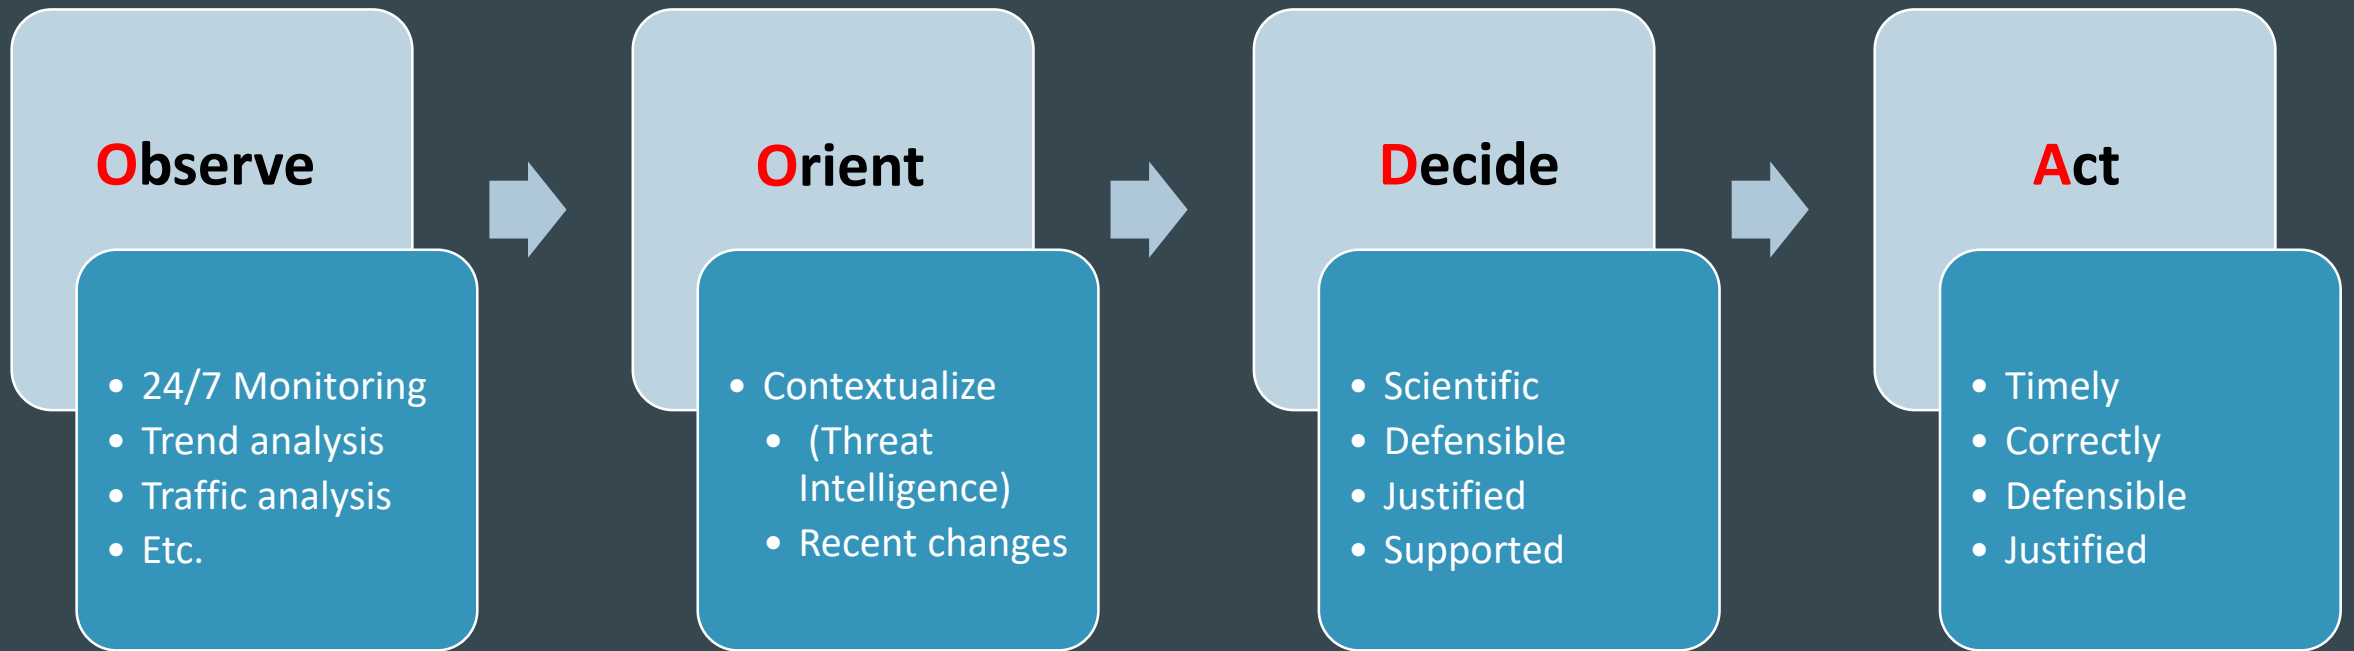 Observe
• 24/7 Monitoring
• Trend analysis
• Traffic analysis
• Etc.
Orient
• Contextualize
• (Threat
Intelligence)
• Recent changes
Decide
• Scientific
• Defensible
• Justified
• Supported
Act
• Timely
• Correctly
• Defensible
• Justified